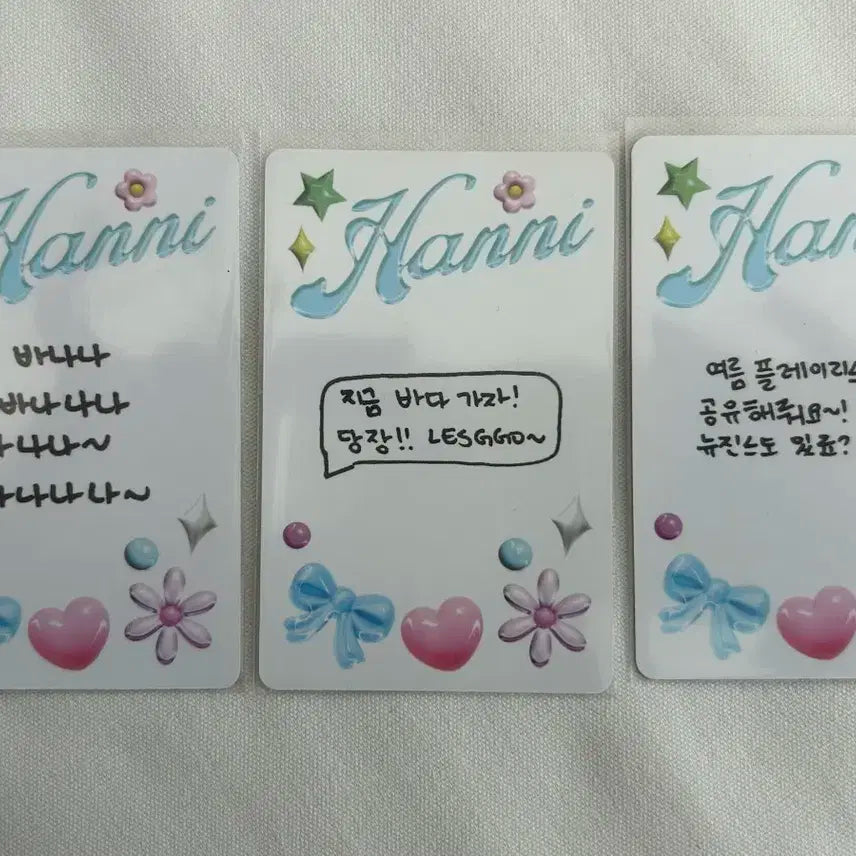 Hanni
바나나
바나나나
나나~
나나나나~
Hanni
지금 바다 가자!
당장!! LESGGO~
Han
여름 플레이리스
공유해줘요~!
뉴진스도 있죠?